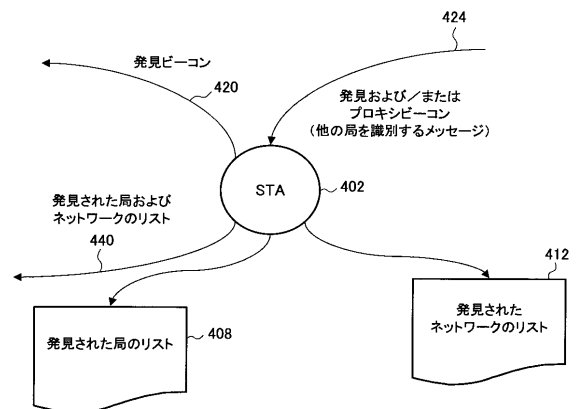 424
発見ビーコン
420
発見および/または
プロキシビーコン
(他の局を識別するメッセージ)
STA
402
発見された局および
ネットワークのリスト
440
412
発見された
ネットワークのリスト
発見された局のリスト
408